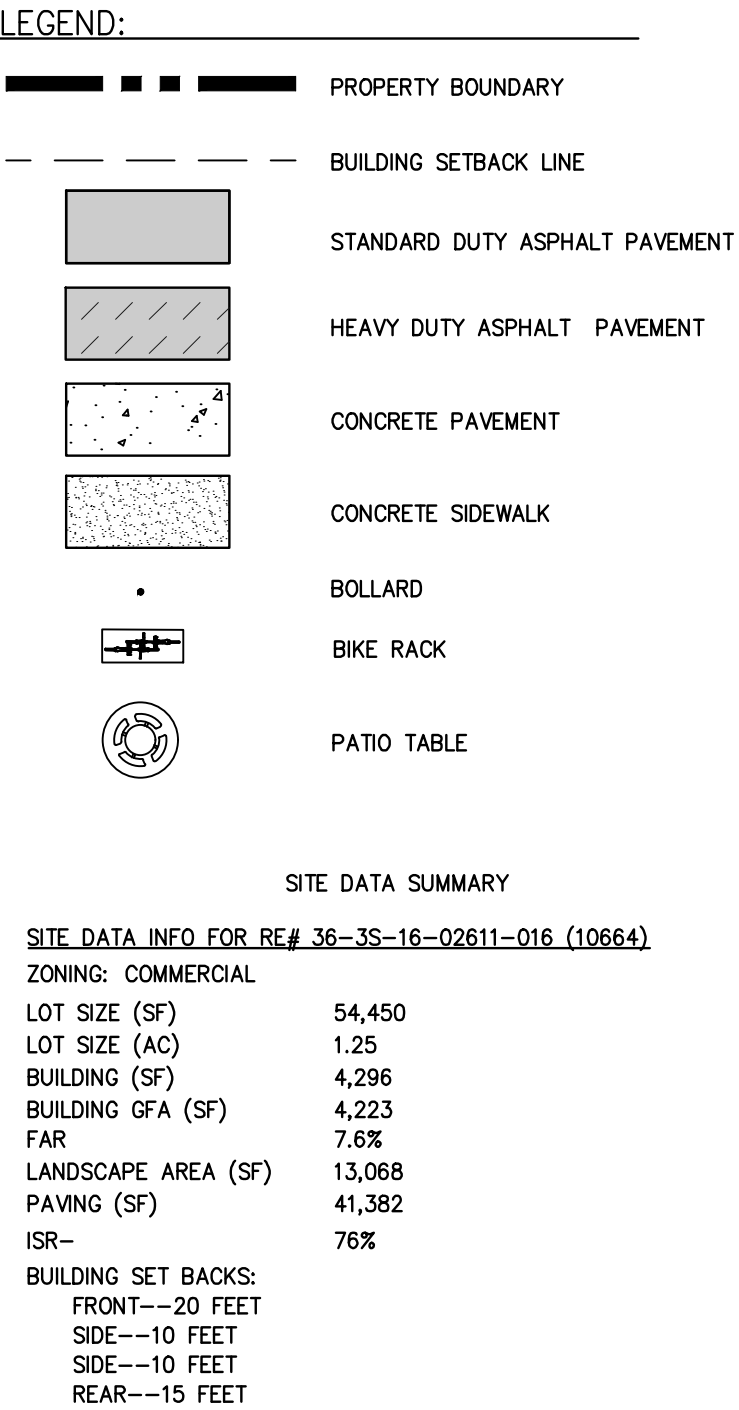 LEGEND:
PROPERTY BOUNDARY
BUILDING SETBACK LINE
STANDARD DUTY ASPHALT PAVEMENT
HEAVY DUTY ASPHALT PAVEMENT
CONCRETE PAVEMENT
CONCRETE SIDEWALK
BOLLARD
BIKE RACK
PATIO TABLE
SITE DATA SUMMARY
SITE DATA INFO FOR RE# 36-3S-16-02611-016 (10664)
ZONING: COMMERCIAL
LOT SIZE (SF) 54,450
LOT SIZE (AC) 1.25
BUILDING (SF) 4,296
BUILDING GFA (SF) 4,223
FAR 7.6%
LANDSCAPE AREA (SF) 13,068
PAVING (SF) 41,382
ISR- 76%
BUILDING SET BACKS:
FRONT--20 FEET
SIDE--10 FEET
SIDE--10 FEET
REAR--15 FEET